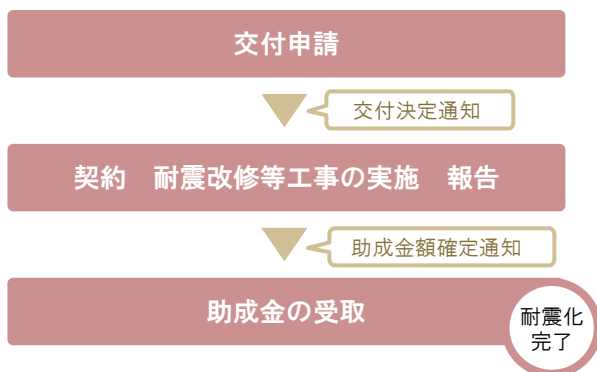 交付申請
交付決定通知
契約　耐震改修等工事の実施　報告
助成金額確定通知
助成金の受取
耐震化
完了